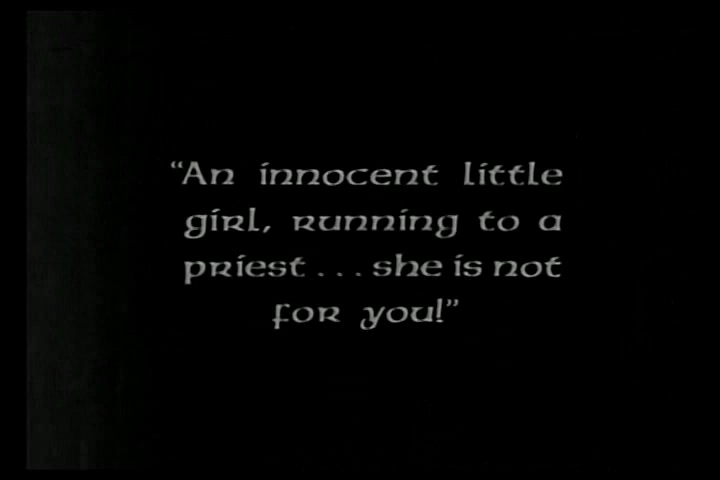 “An innocent little
girl, running to a
priest . . . she is not
for you!”